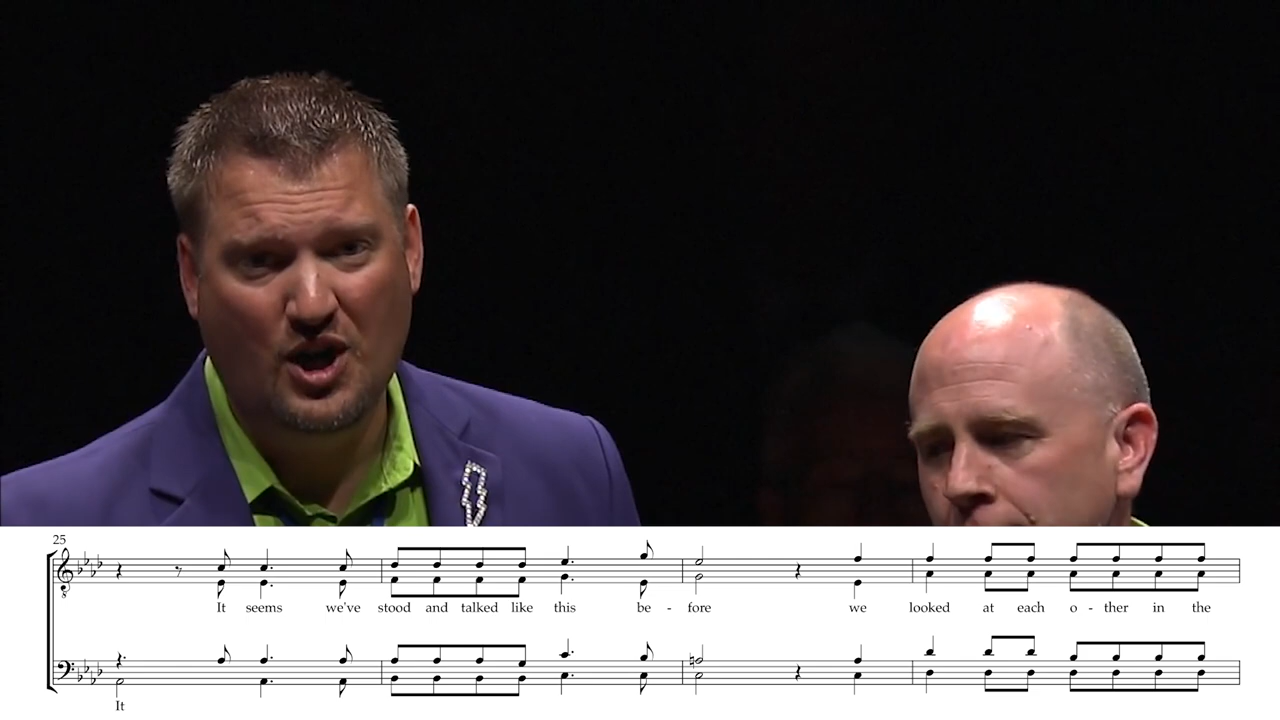 25
It seems we've stood and talked like this be - fore we looked at each o - ther in the
It